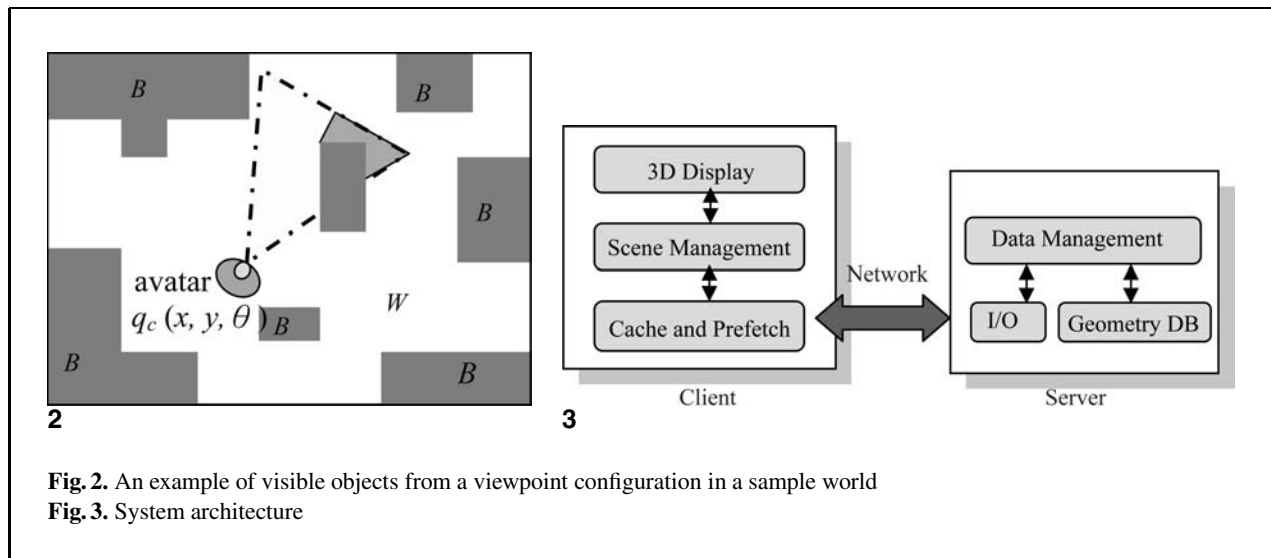 B
B
B
avatar
W
q_c (x, y, θ)
B
B
B
2
3D Display
Scene Management
Cache and Prefetch
Client
Network
Data Management
I/O
Geometry DB
Server
3
Fig. 2. An example of visible objects from a viewpoint configuration in a sample world
Fig. 3. System architecture